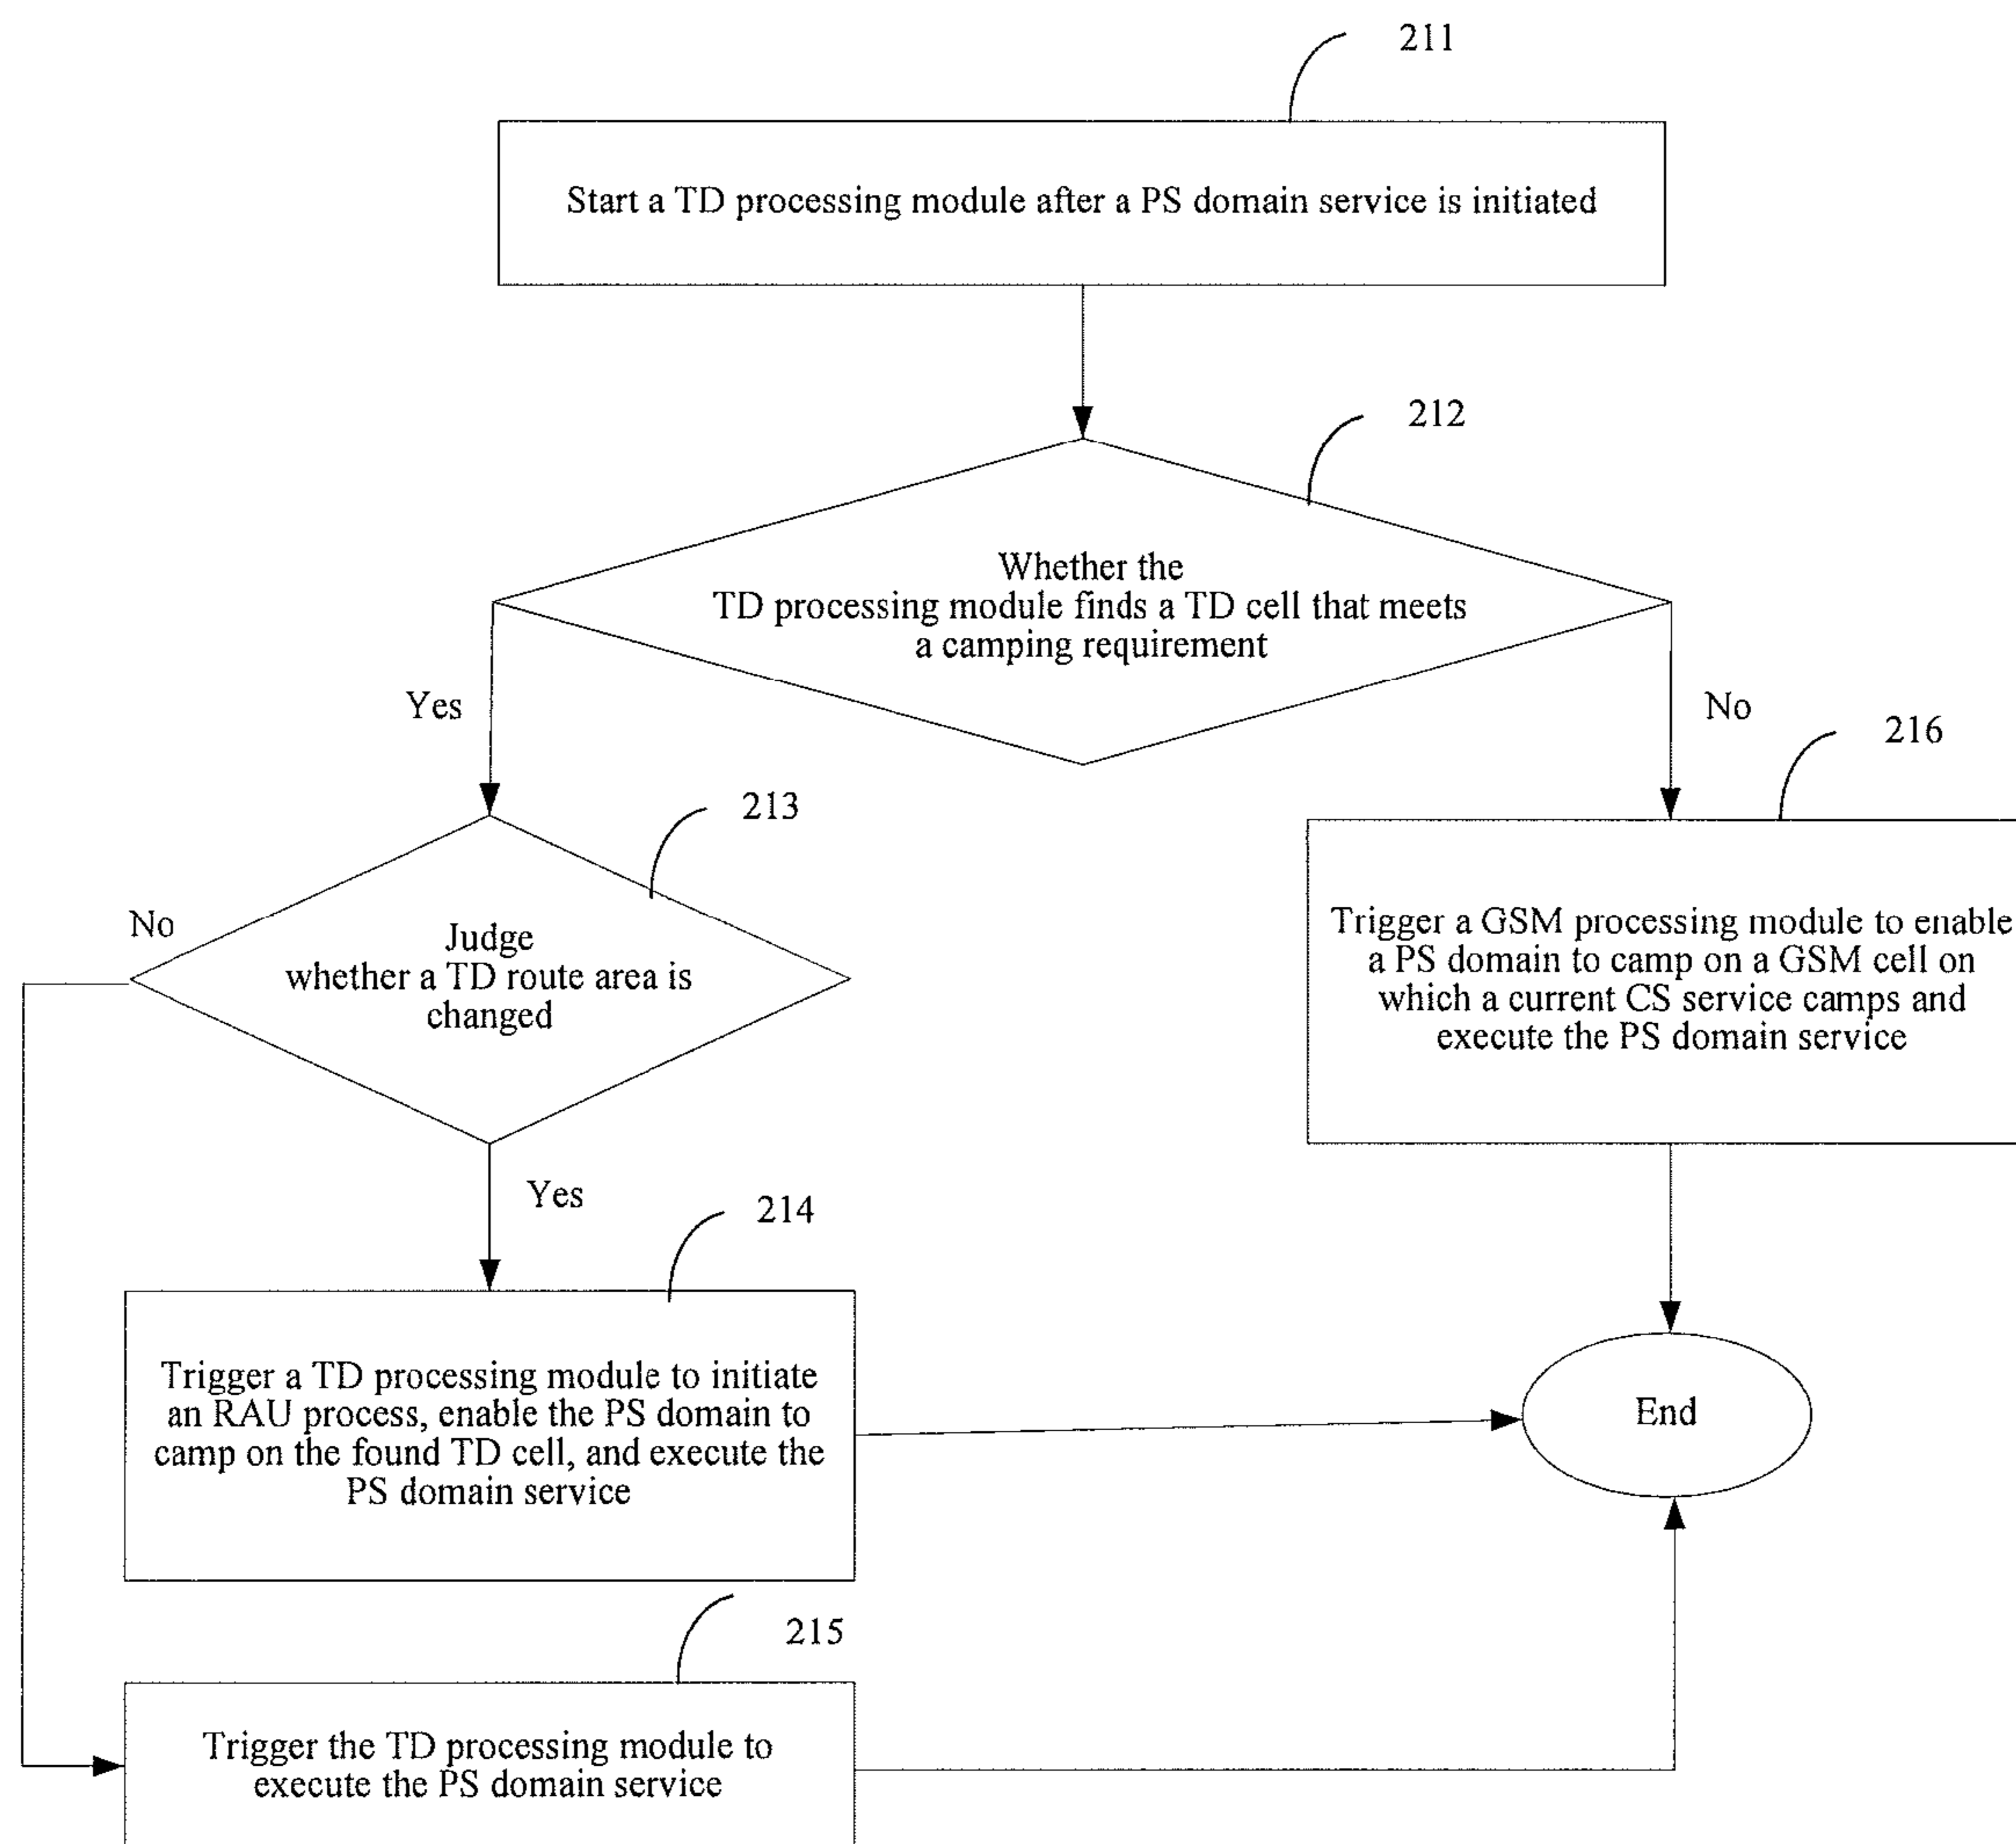 211
Start a TD processing module after a PS domain service is initiated
212
Whether the
TD processing module finds a TD cell that meets
a camping requirement
Yes
No
216
213
No
Judge
whether a TD route area is
changed
Trigger a GSM processing module to enable
a PS domain to camp on a GSM cell on
which a current CS service camps and
execute the PS domain service
Yes
214
Trigger a TD processing module to initiate
an RAU process, enable the PS domain to
camp on the found TD cell, and execute the
PS domain service
End
215
Trigger the TD processing module to
execute the PS domain service